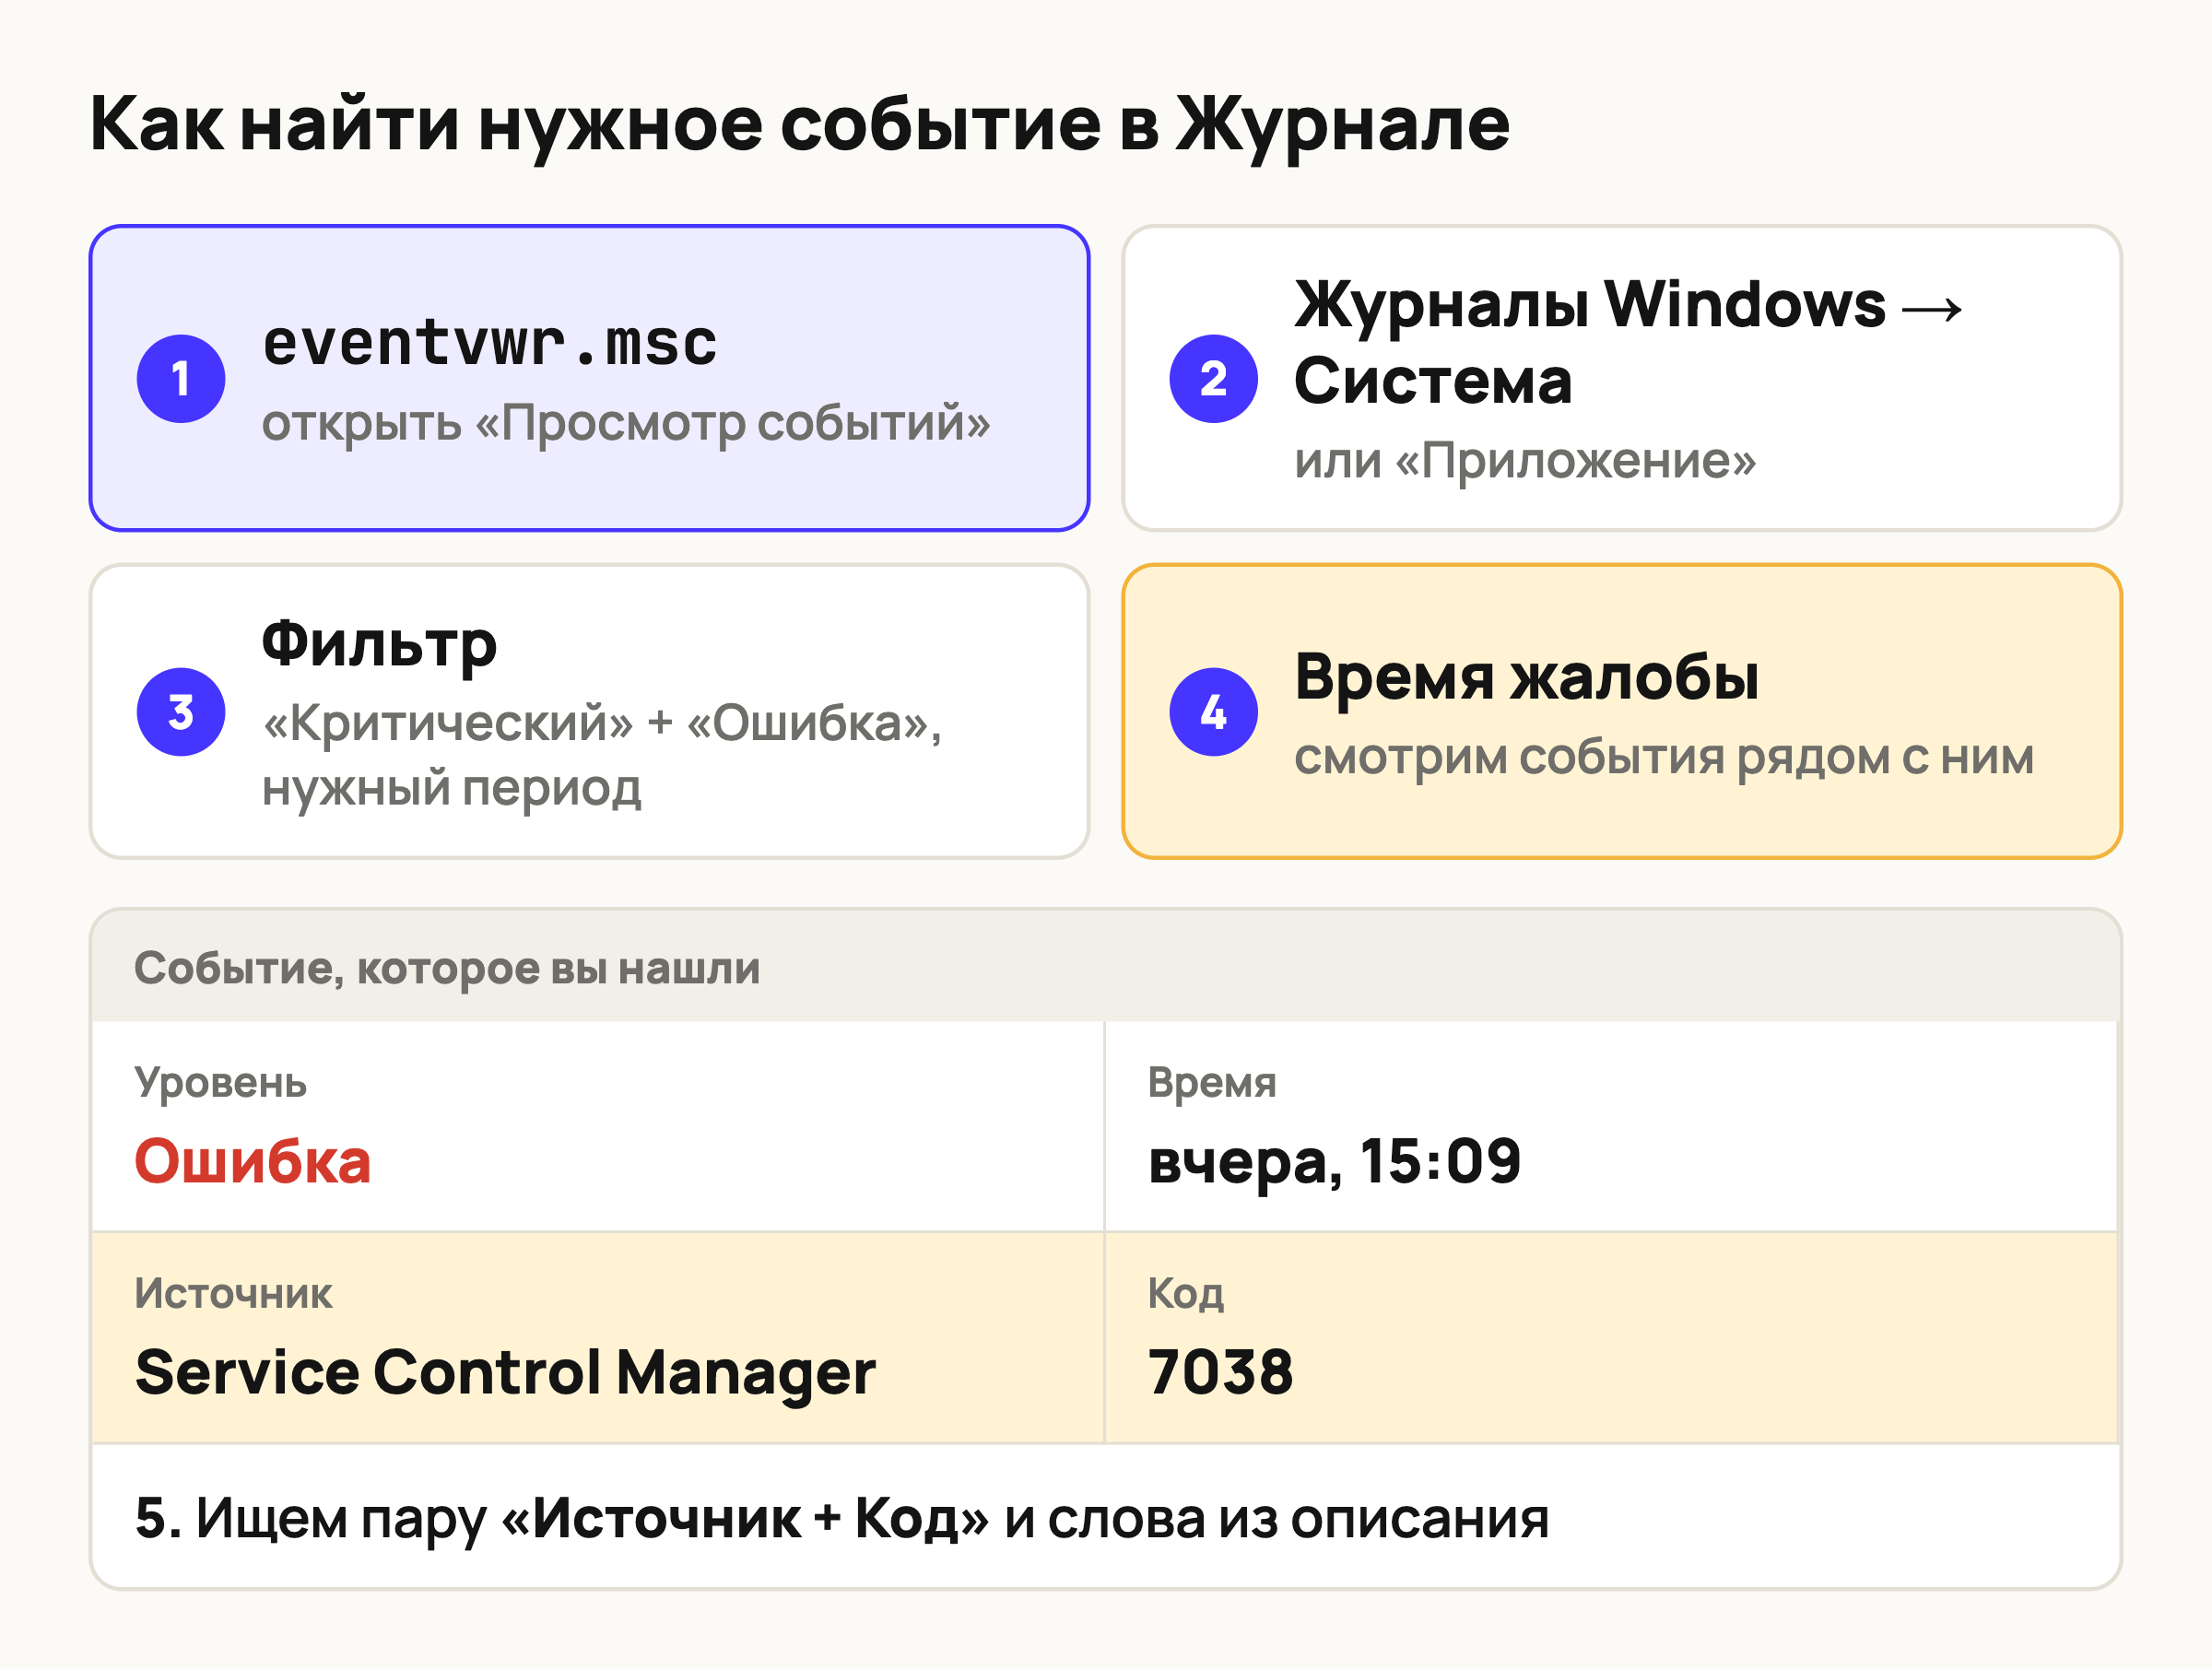 Как найти нужное событие в Журнале
1
eventvwr.msc
открыть «Просмотр событий»
2
Журналы Windows →
Система
или «Приложение»
3
Фильтр
«Критический» + «Ошибка»,
нужный период
4
Время жалобы
смотрим события рядом с ним
Событие, которое вы нашли
Уровень
Ошибка
Время
вчера, 15:09
Источник
Service Control Manager
Код
7038
5. Ищем пару «Источник + Код» и слова из описания